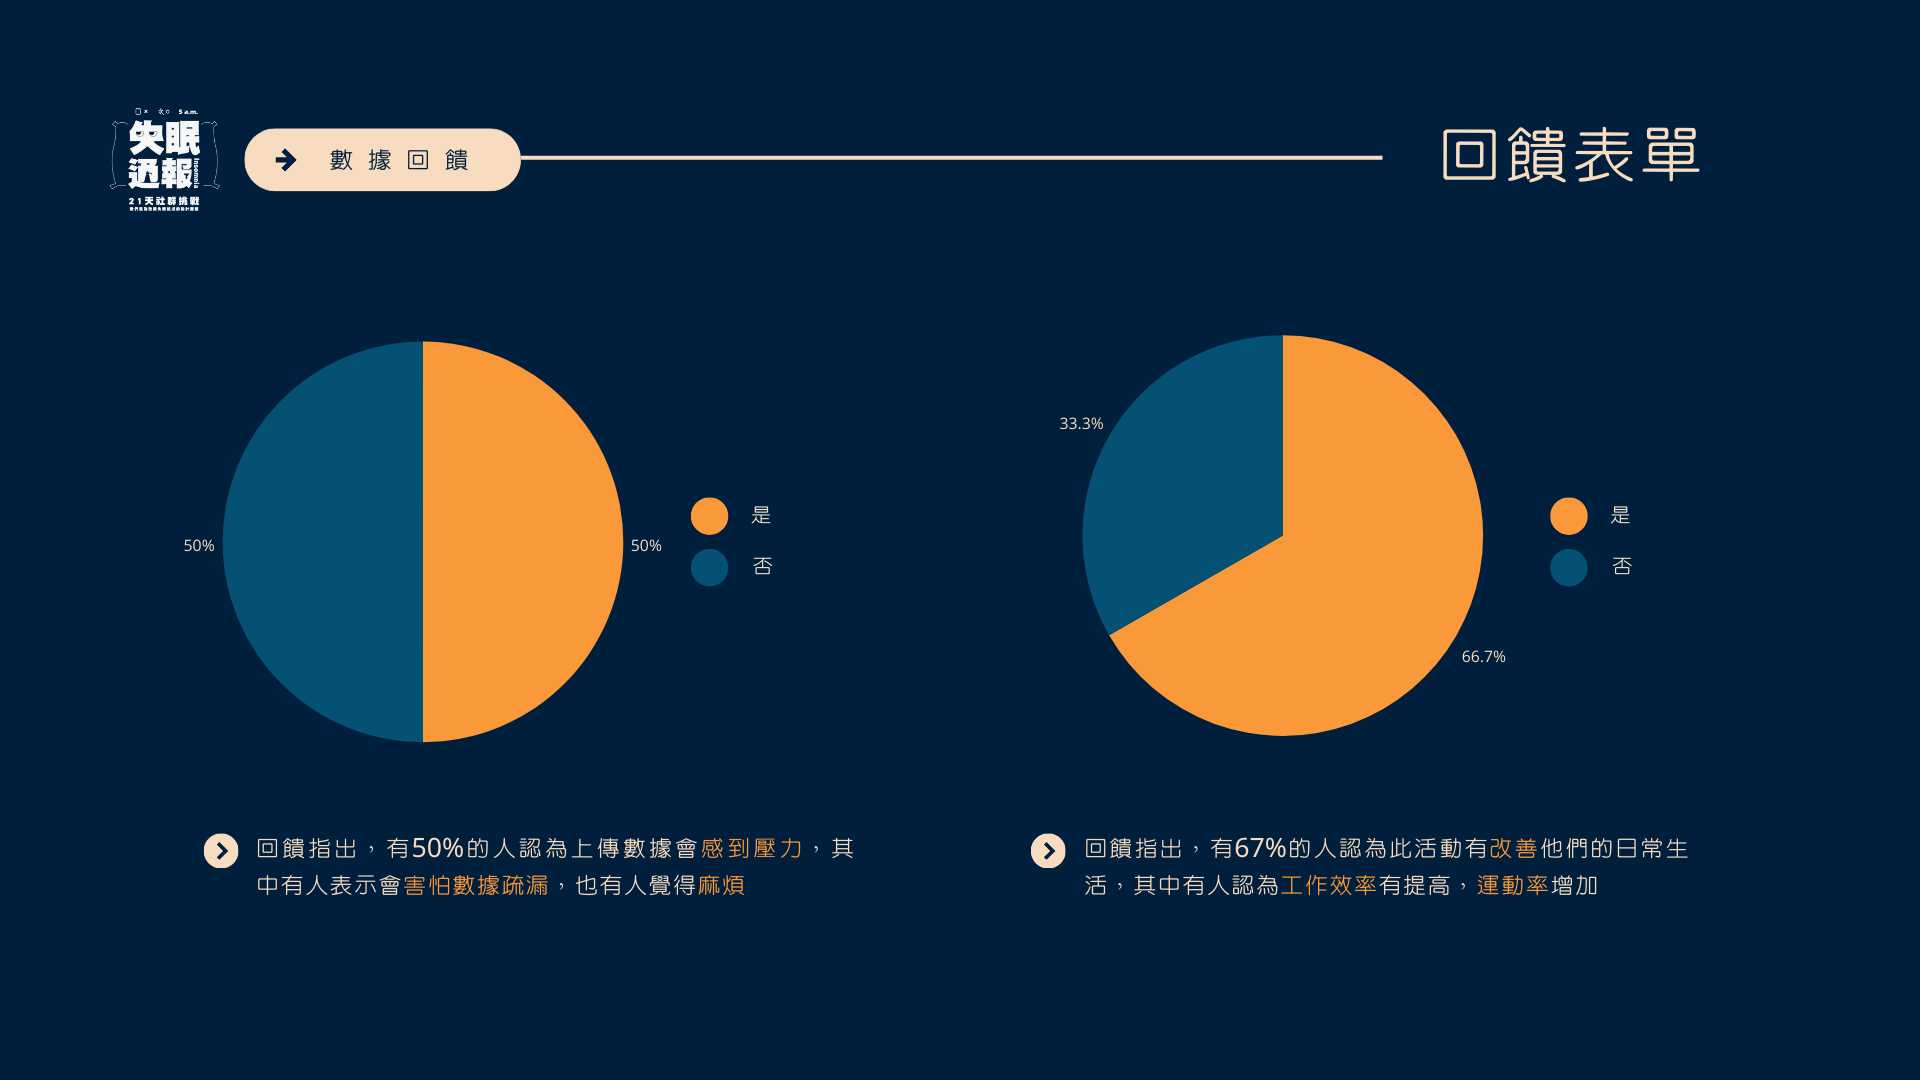 失眠
通報
Insomnia
21天社群挑戰
數據回饋
回饋表單
50%
50%
是
否
33.3%
66.7%
是
否
回饋指出，有50%的人認為上傳數據會感到壓力，其
中有人表示會害怕數據疏漏，也有人覺得麻煩
回饋指出，有67%的人認為此活動有改善他們的日常生
活，其中有人認為工作效率有提高，運動率增加